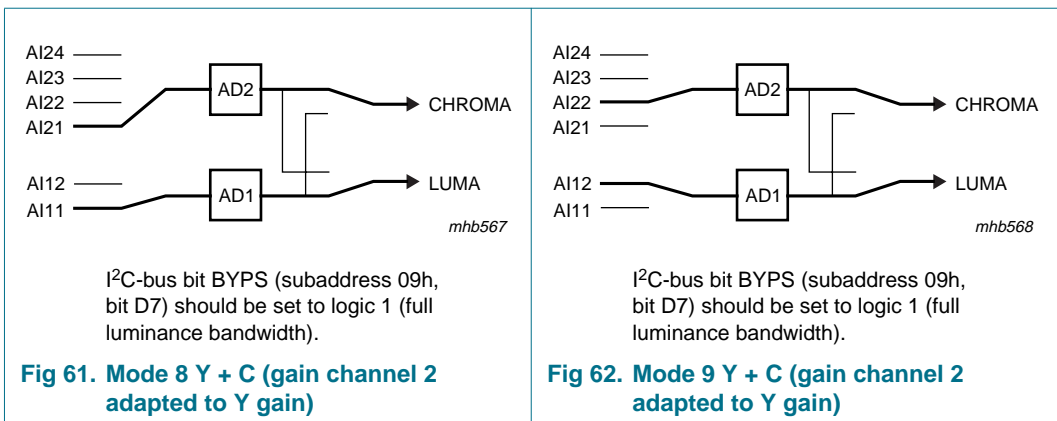 AI24
AI23
AI22
AI21
AD2
CHROMA
AI12
AI11
AD1
LUMA
mhb567
I2C-bus bit BYPS (subaddress 09h,
bit D7) should be set to logic 1 (full
luminance bandwidth).
Fig 61. Mode 8 Y + C (gain channel 2
adapted to Y gain)
AI24
AI23
AI22
AI21
AD2
CHROMA
AI12
AI11
AD1
LUMA
mhb568
I2C-bus bit BYPS (subaddress 09h,
bit D7) should be set to logic 1 (full
luminance bandwidth).
Fig 62. Mode 9 Y + C (gain channel 2
adapted to Y gain)